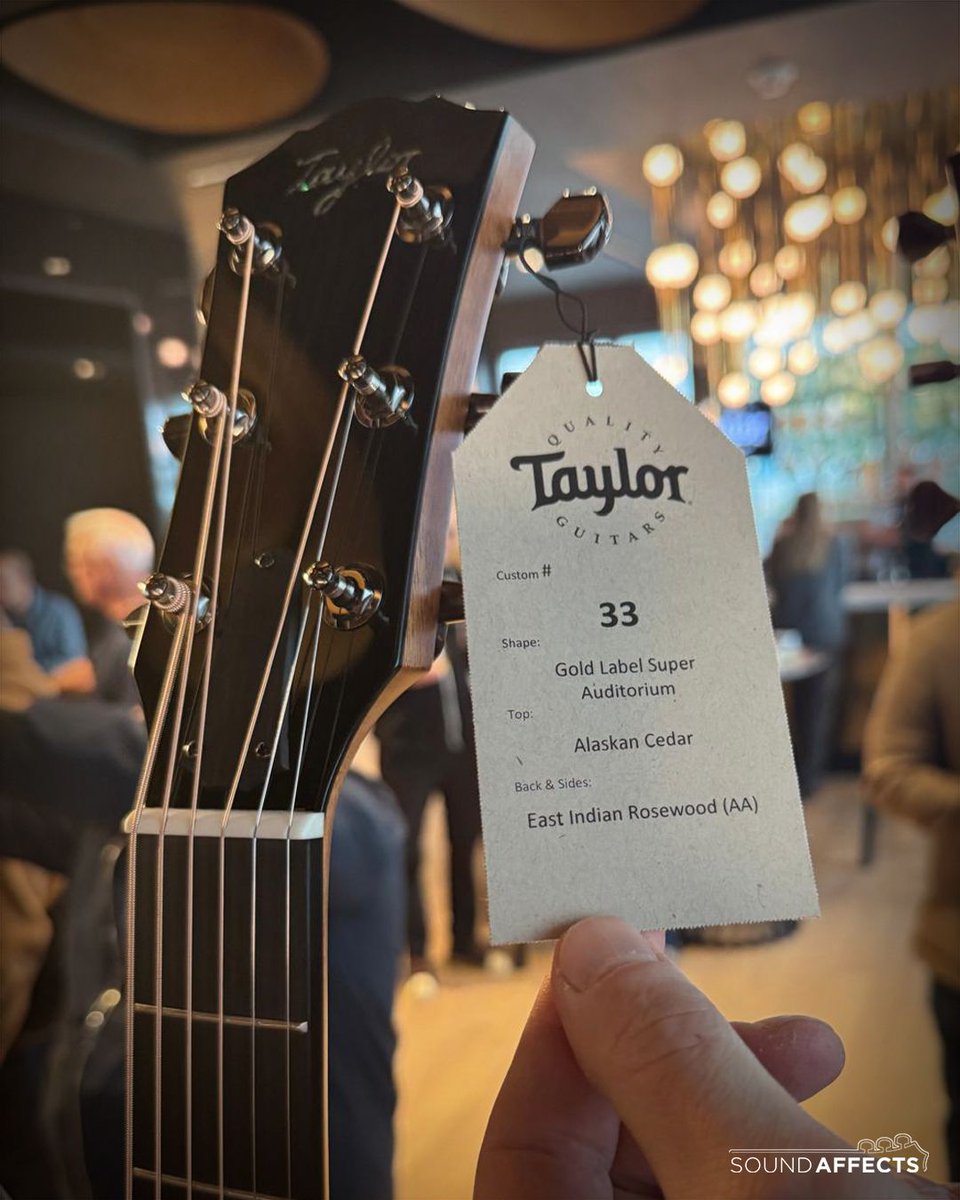 Taylor
QUALITY
Taylor
GUITARS
Custom #
33
Shape:
Gold Label Super
Auditorium
Top:
Alaskan Cedar
Back & Sides:
East Indian Rosewood (AA)
SOUND AFFECTS